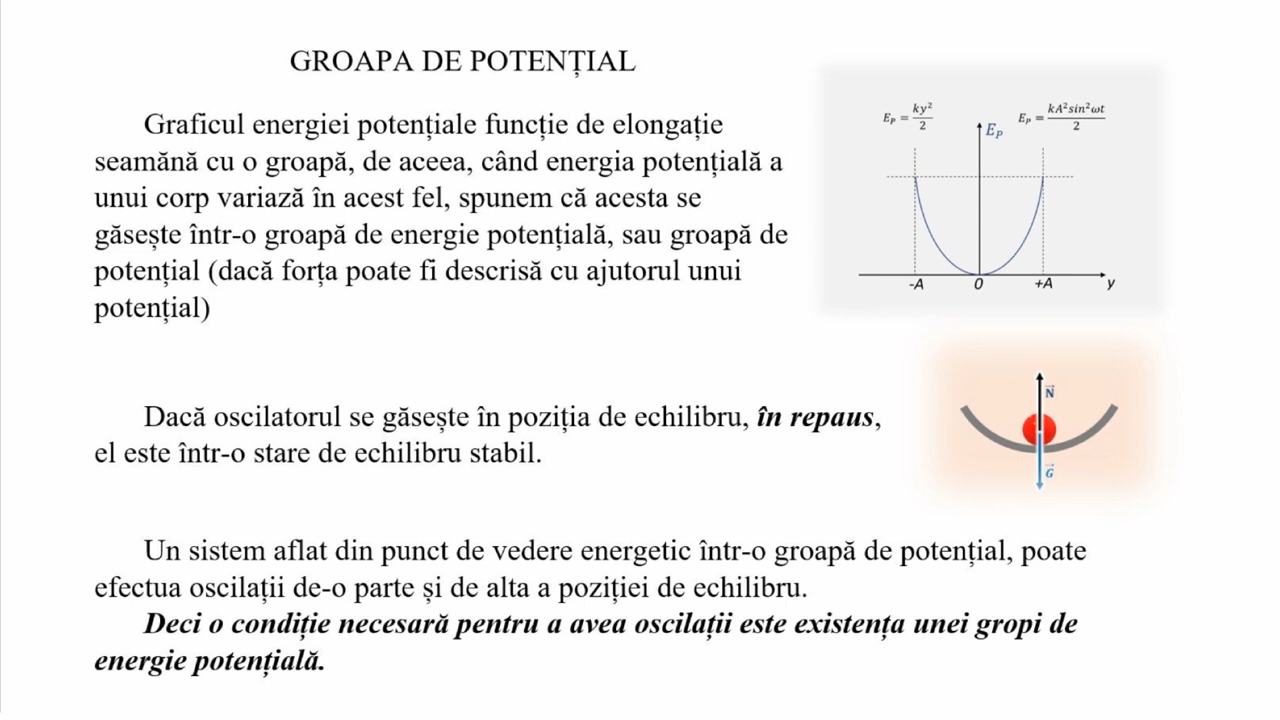 GROAPA DE POTENȚIAL
Graficul energiei potențiale funcție de elongație
seamănă cu o groapă, de aceea, când energia potențială a
unui corp variază în acest fel, spunem că acesta se
găsește într-o groapă de energie potențială, sau groapă de
potențial (dacă forța poate fi descrisă cu ajutorul unui
potențial)
E_P = ky²/2
E_P = kA²sin²ωt/2
E_P
-A 0 +A y
Dacă oscilatorul se găsește în poziția de echilibru, în repaus,
el este într-o stare de echilibru stabil.
N⃗
G⃗
Un sistem aflat din punct de vedere energetic într-o groapă de potențial, poate
efectua oscilații de-o parte și de alta a poziției de echilibru.
Deci o condiție necesară pentru a avea oscilații este existența unei gropi de
energie potențială.